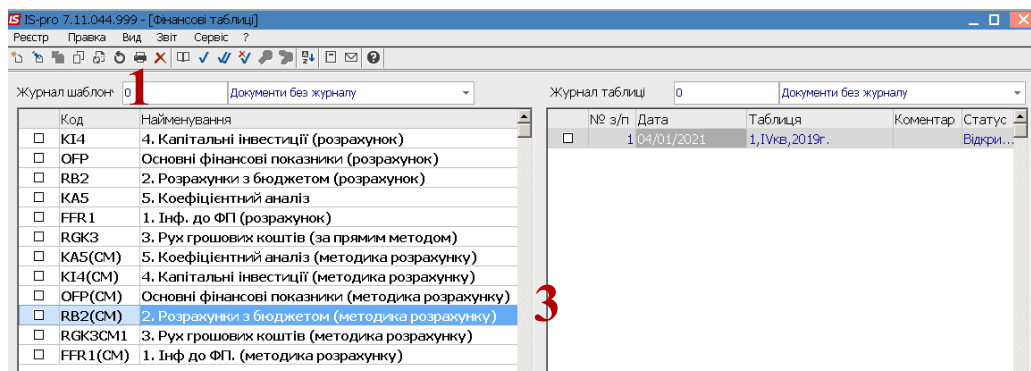 IS-pro 7.11.044.999 - [Фінансові таблиці]
Реєстр Правка Вид Звіт Сервіс ?
1
Журнал шаблон 0 Документи без журналу
Журнал таблиці 0 Документи без журналу
Код Найменування
KI4 4. Капітальні інвестиції (розрахунок)
OFP Основні фінансові показники (розрахунок)
RB2 2. Розрахунки з бюджетом (розрахунок)
KA5 5. Коефіцієнтний аналіз
FFR1 1. Інф. до ФП (розрахунок)
RGK3 3. Рух грошових коштів (за прямим методом)
KA5(CM) 5. Коефіцієнтний аналіз (методика розрахунку)
KI4(CM) 4. Капітальні інвестиції (методика розрахунку)
OFP(CM) Основні фінансові показники (методика розрахунку)
RB2(CM) 2. Розрахунки з бюджетом (методика розрахунку)
RGK3CM1 3. Рух грошових коштів (методика розрахунку)
FFR1(CM) 1. Інф до ФП. (методика розрахунку)
3
№ з/п Дата Таблиця Коментар Статус
1 04/01/2021 1,IVкв,2019г. Відкри...